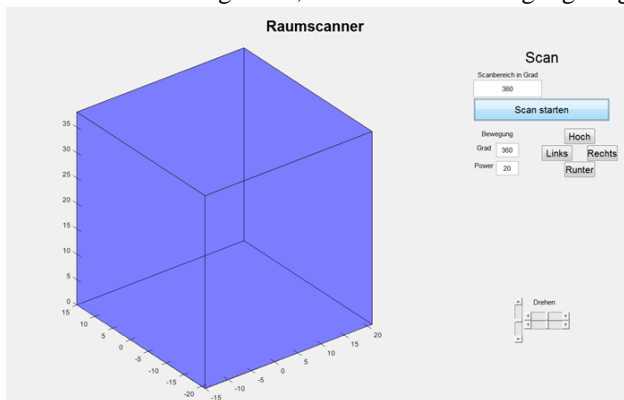 Raumscanner
Scan
Scanbereich in Grad
360
Scan starten
Bewegung
Grad 360
Power 20
Hoch
Links Rechts
Runter
Drehen
35
30
25
20
15
10
5
0
15
10
5
0
-5
-10
-15
-20
-15
-10
-5
0
5
10
15
20